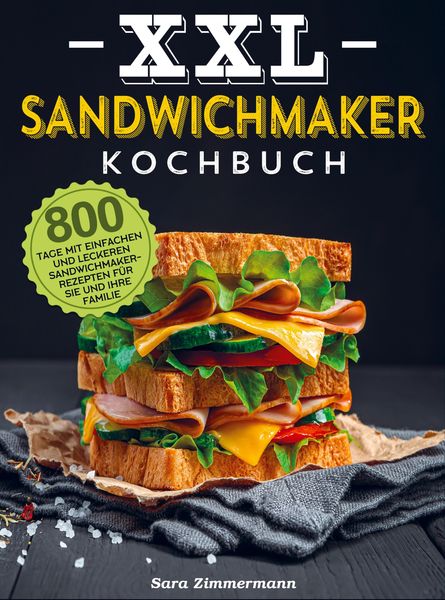 XXL
SANDWICHMAKER
KOCHBUCH
800
TAGE MIT EINFACHEN
UND LECKEREN
SANDWICHMAKER-
REZEPTEN FÜR
SIE UND IHRE
FAMILIE
Sara Zimmermann